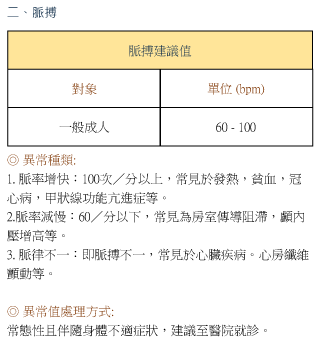 二、脈搏
脈搏建議值
對象 單位 (bpm)
一般成人 60 - 100
◎ 異常種類:
1. 脈率增快：100次／分以上，常見於發熱，貧血，冠
心病，甲狀線功能亢進症等。
2.脈率減慢：60／分以下，常見為房室傳導阻滯，顱內
壓增高等。
3. 脈律不一：即脈搏不一，常見於心臟疾病。心房纖維
顫動等。
◎ 異常值處理方式:
常態性且伴隨身體不適症狀，建議至醫院就診。